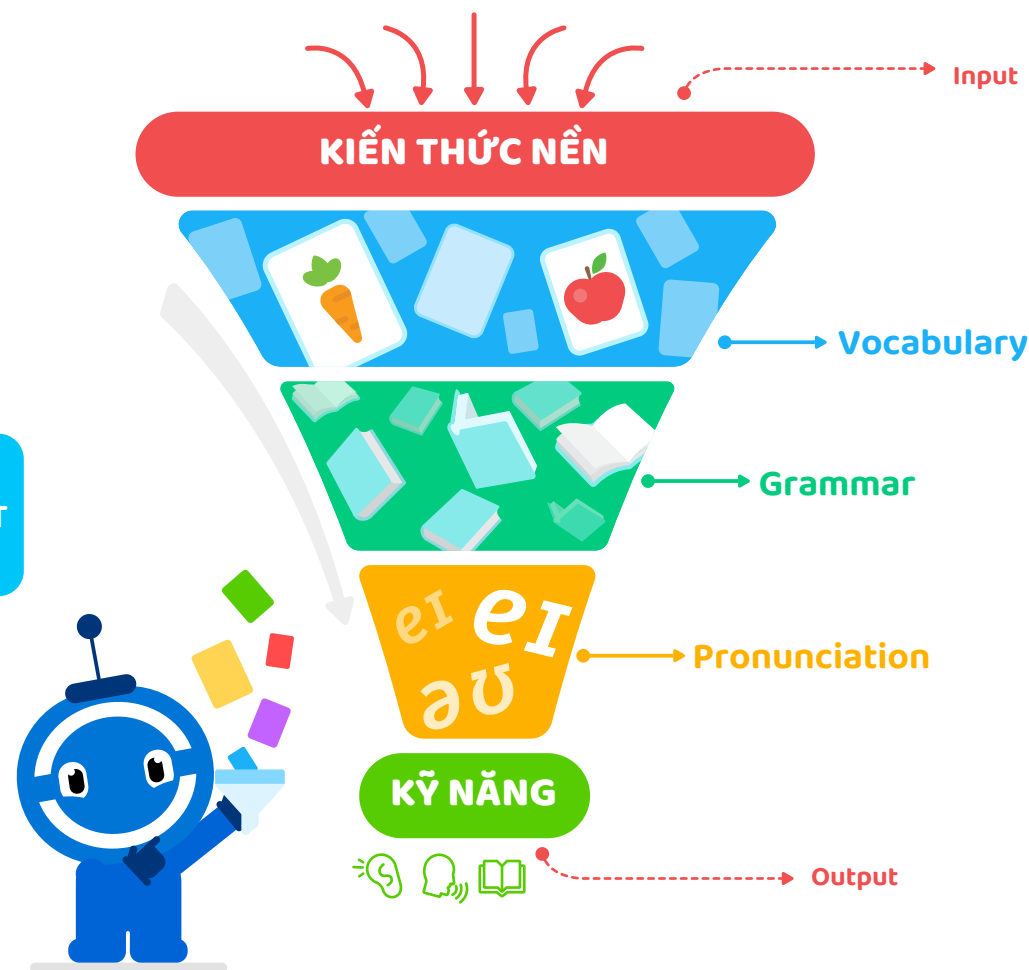 Input
KIẾN THỨC NỀN
Vocabulary
Grammar
T
eɪ eɪ
Pronunciation
əʊ
KỸ NĂNG
Output